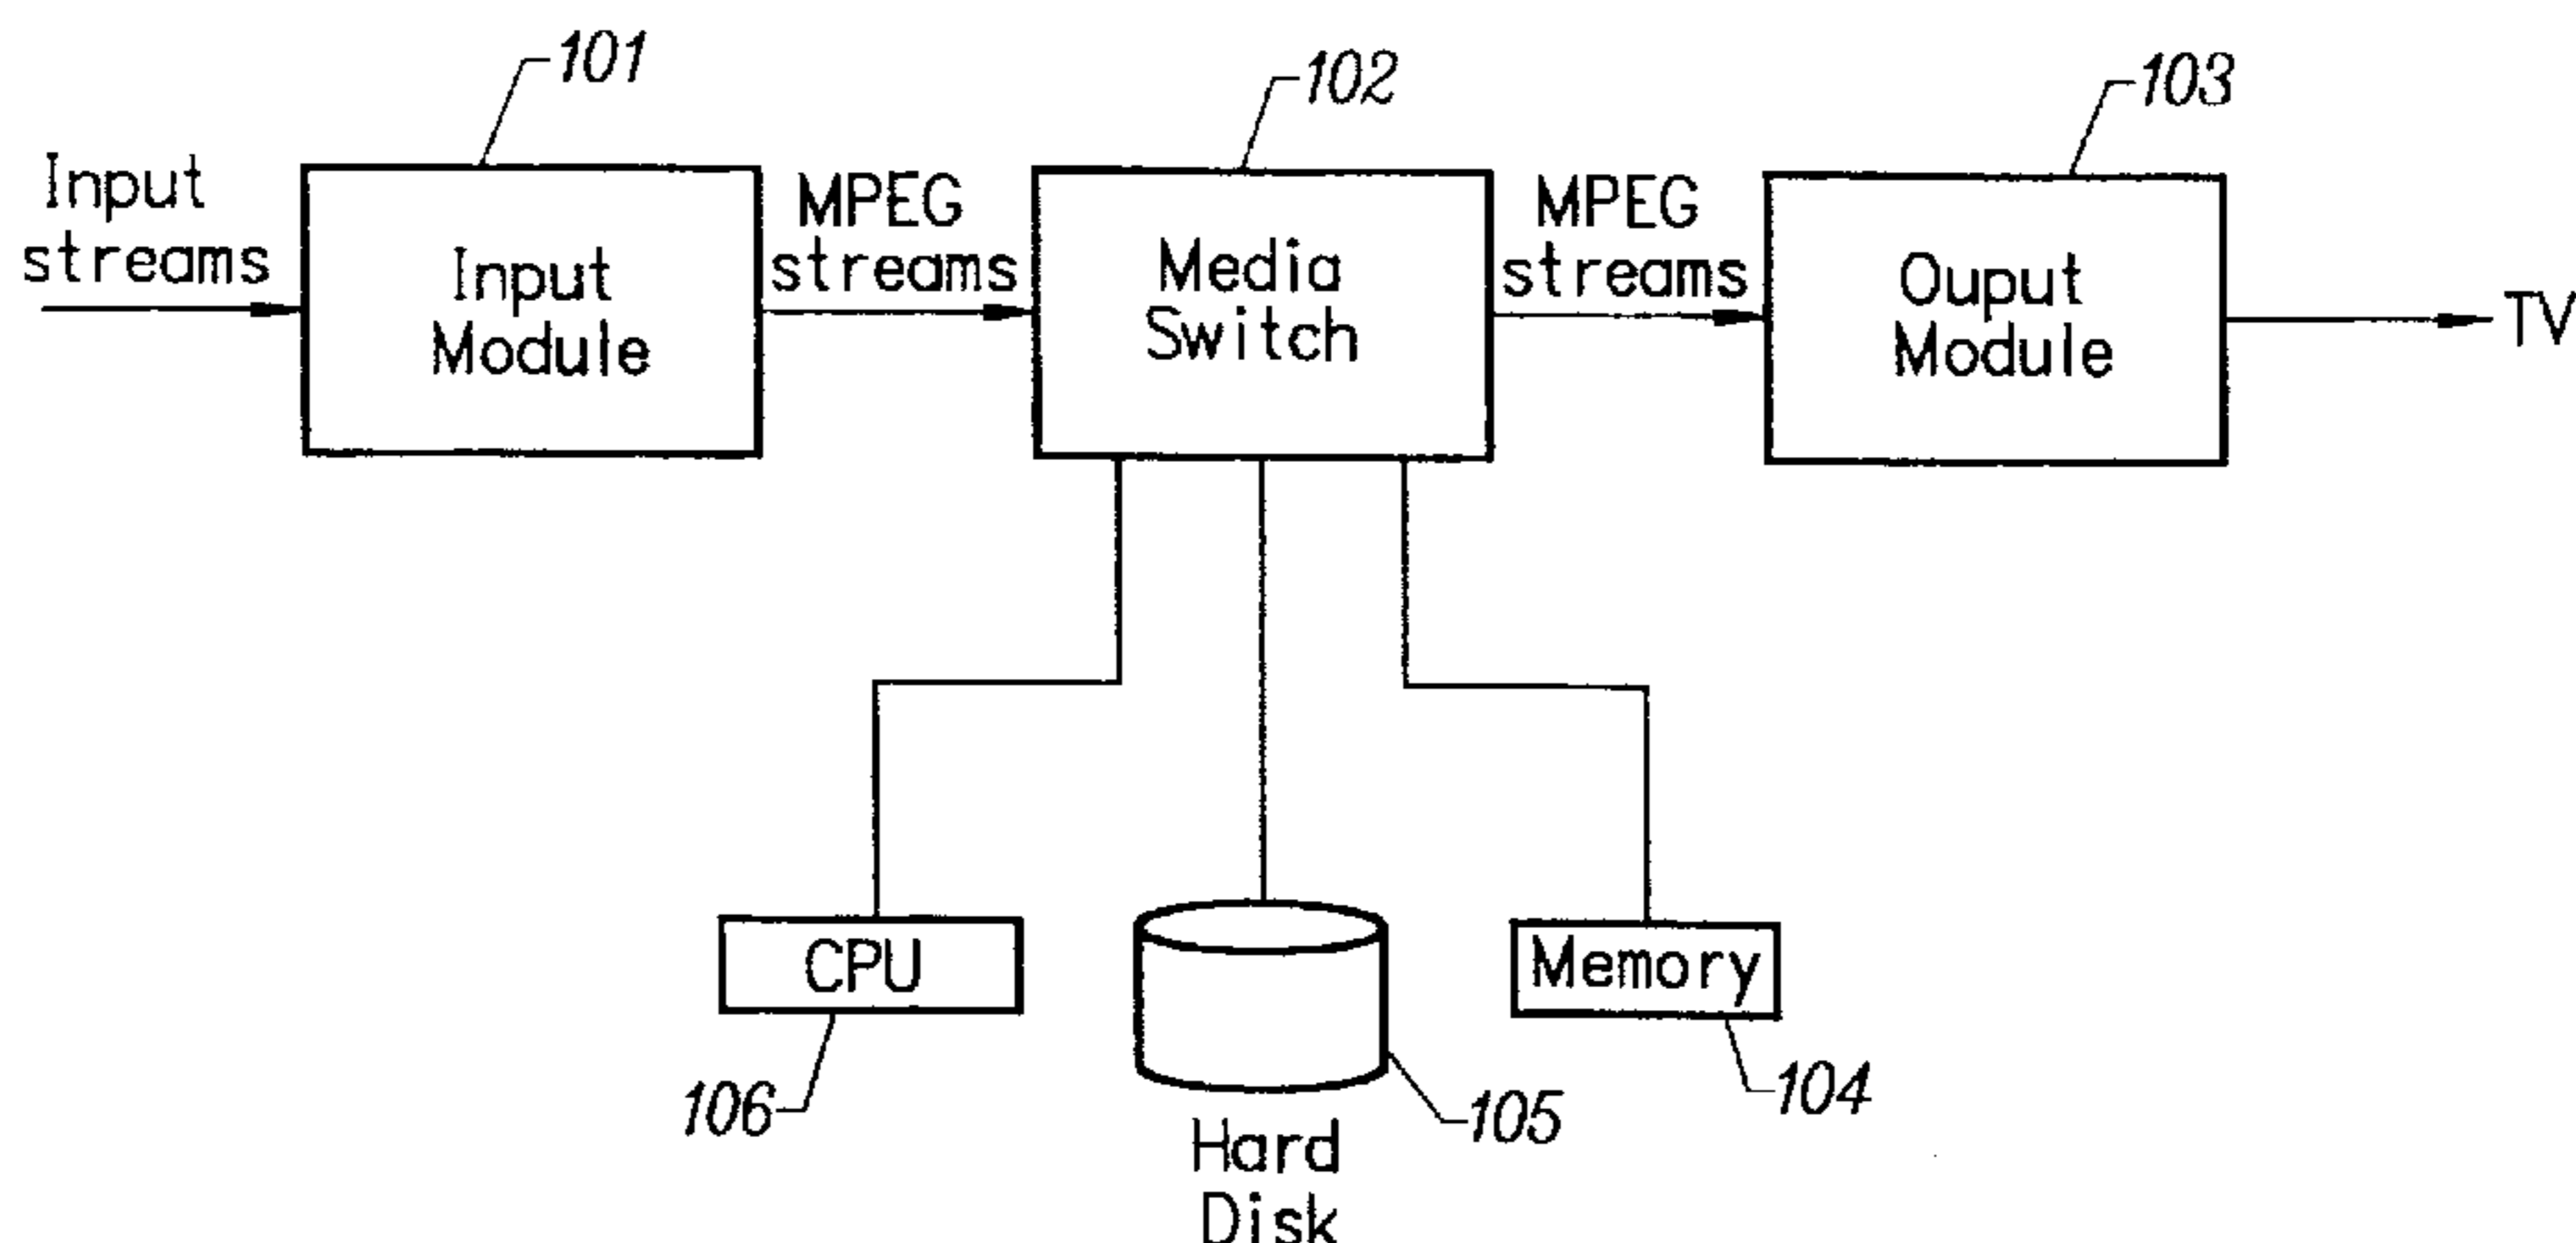 101
102
103
Input
streams
Input
Module
MPEG
streams
Media
Switch
MPEG
streams
Ouput
Module
TV
CPU
Memory
106
105
104
Hard
Disk